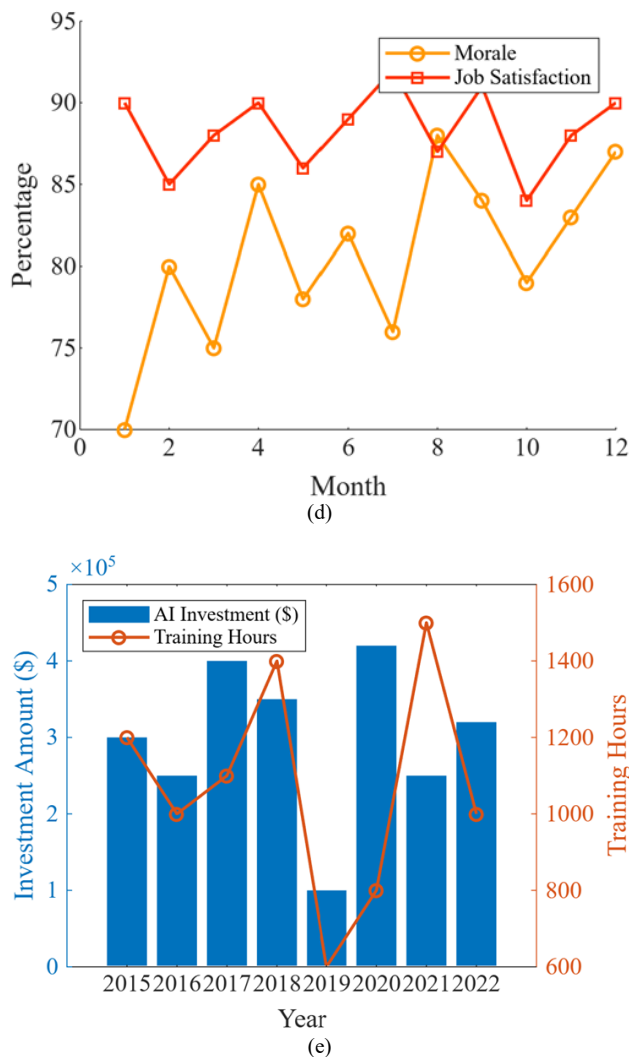 95
90
85
80
75
70
Percentage
Morale
Job Satisfaction
0 2 4 6 8 10 12
Month
(d)
×10⁵
5
4
3
2
1
0
Investment Amount ($)
AI Investment ($)
Training Hours
1600
1400
1200
1000
800
600
Training Hours
2015 2016 2017 2018 2019 2020 2021 2022
Year
(e)